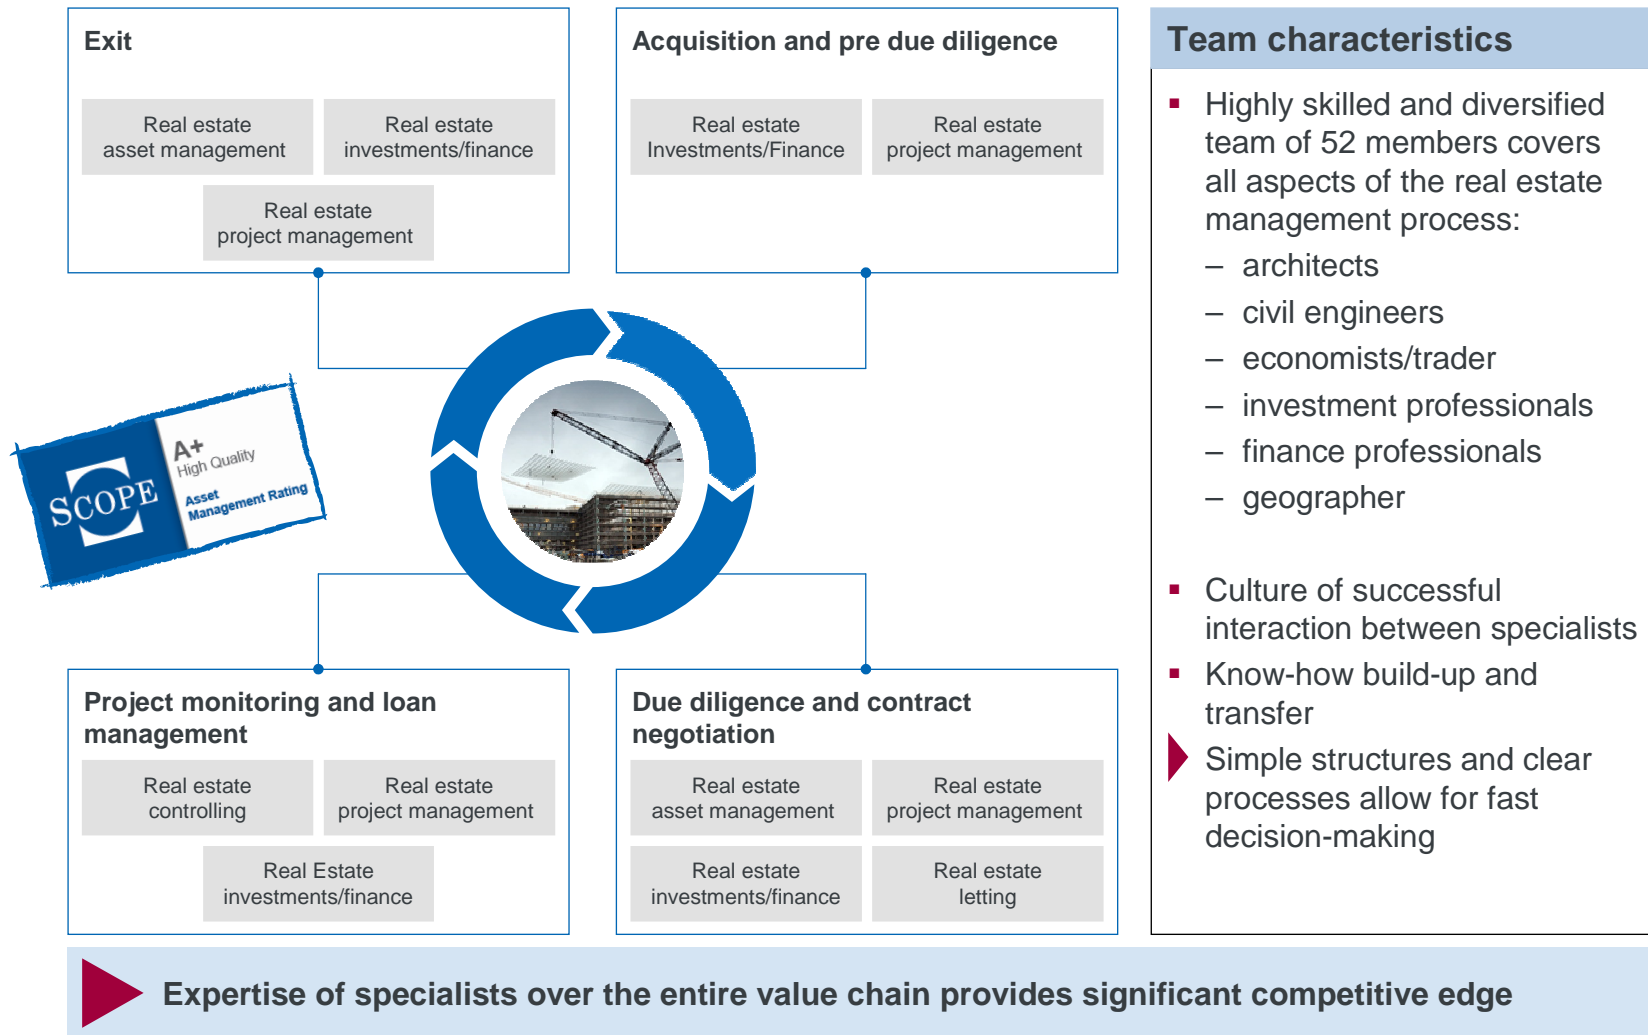 Exit
Real estate
asset management
Real estate
investments/finance
Real estate
project management
Acquisition and pre due diligence
Real estate
Investments/Finance
Real estate
project management
SCOPE
A+
High Quality
Asset
Management Rating
Project monitoring and loan
management
Real estate
controlling
Real estate
project management
Real Estate
investments/finance
Due diligence and contract
negotiation
Real estate
asset management
Real estate
project management
Real estate
investments/finance
Real estate
letting
Team characteristics
▪ Highly skilled and diversified
team of 52 members covers
all aspects of the real estate
management process:
– architects
– civil engineers
– economists/trader
– investment professionals
– finance professionals
– geographer
▪ Culture of successful
interaction between specialists
▪ Know-how build-up and
transfer
Simple structures and clear
processes allow for fast
decision-making
Expertise of specialists over the entire value chain provides significant competitive edge